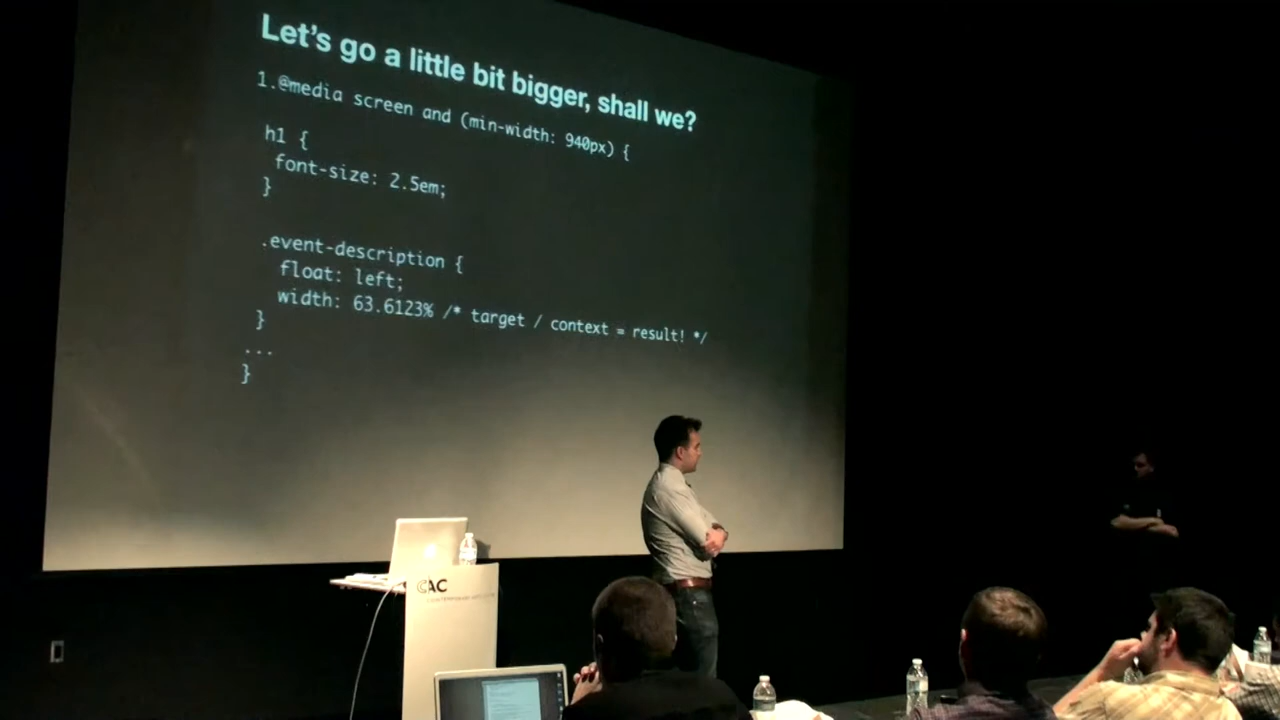 Let's go a little bit bigger, shall we?
1.@media screen and (min-width: 940px) {
h1 {
font-size: 2.5em;
}
.event-description {
float: left;
width: 63.6123% /* target / context = result! */
}
...
}
CAC